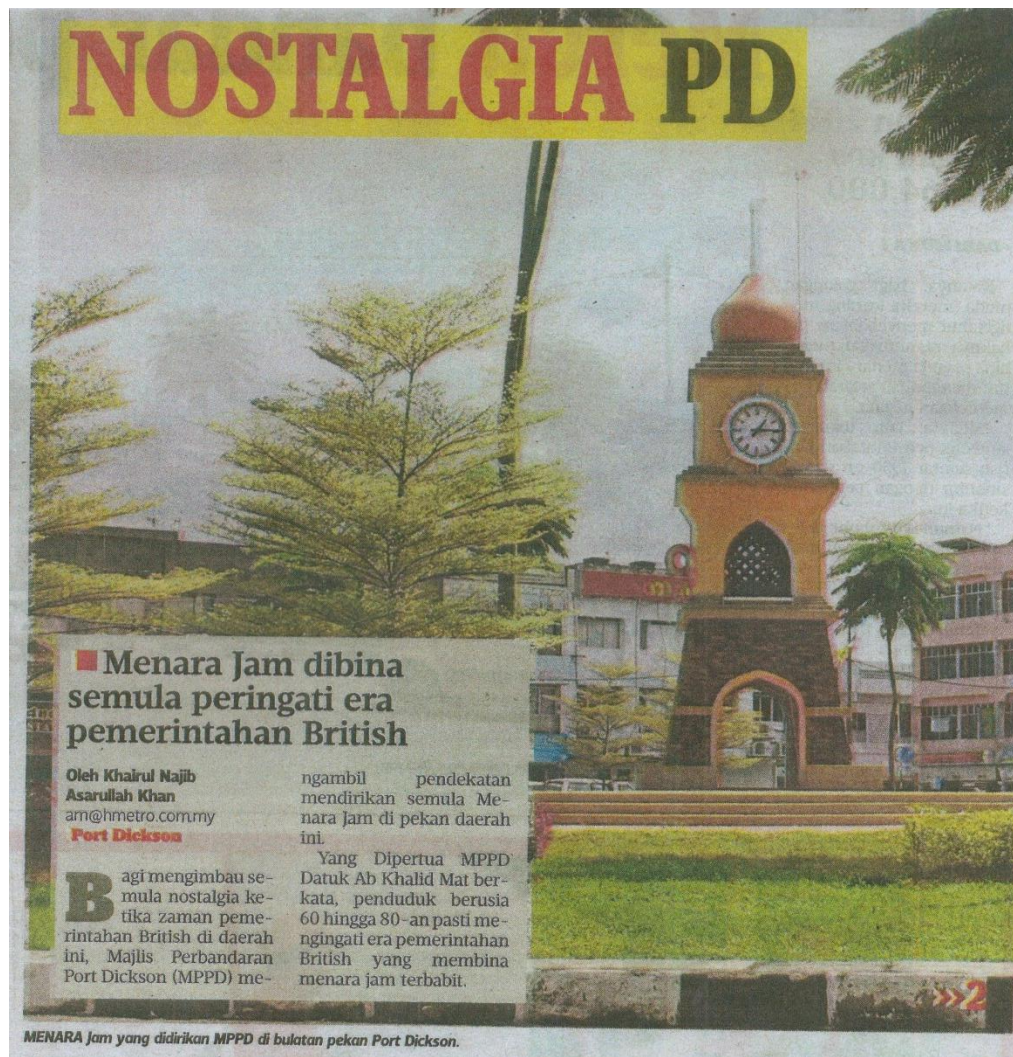 NOSTALGIA PD
Menara Jam dibina
semula peringati era
pemerintahan British
Oleh Khairul Najib
Asarullah Khan
am@hmetro.com.my
Port Dickson
Bagi mengimbau se-
mula nostalgia ke-
tika zaman peme-
rintahan British di daerah
ini, Majlis Perbandaran
Port Dickson (MPPD) me-
ngambil pendekatan
mendirikan semula Me-
nara Jam di pekan daerah
ini.
Yang Dipertua MPPD
Datuk Ab Khalid Mat ber-
kata, penduduk berusia
60 hingga 80-an pasti me-
ngingati era pemerintahan
British yang membina
menara jam terbabit.
>>>2
MENARA Jam yang didirikan MPPD di bulatan pekan Port Dickson.